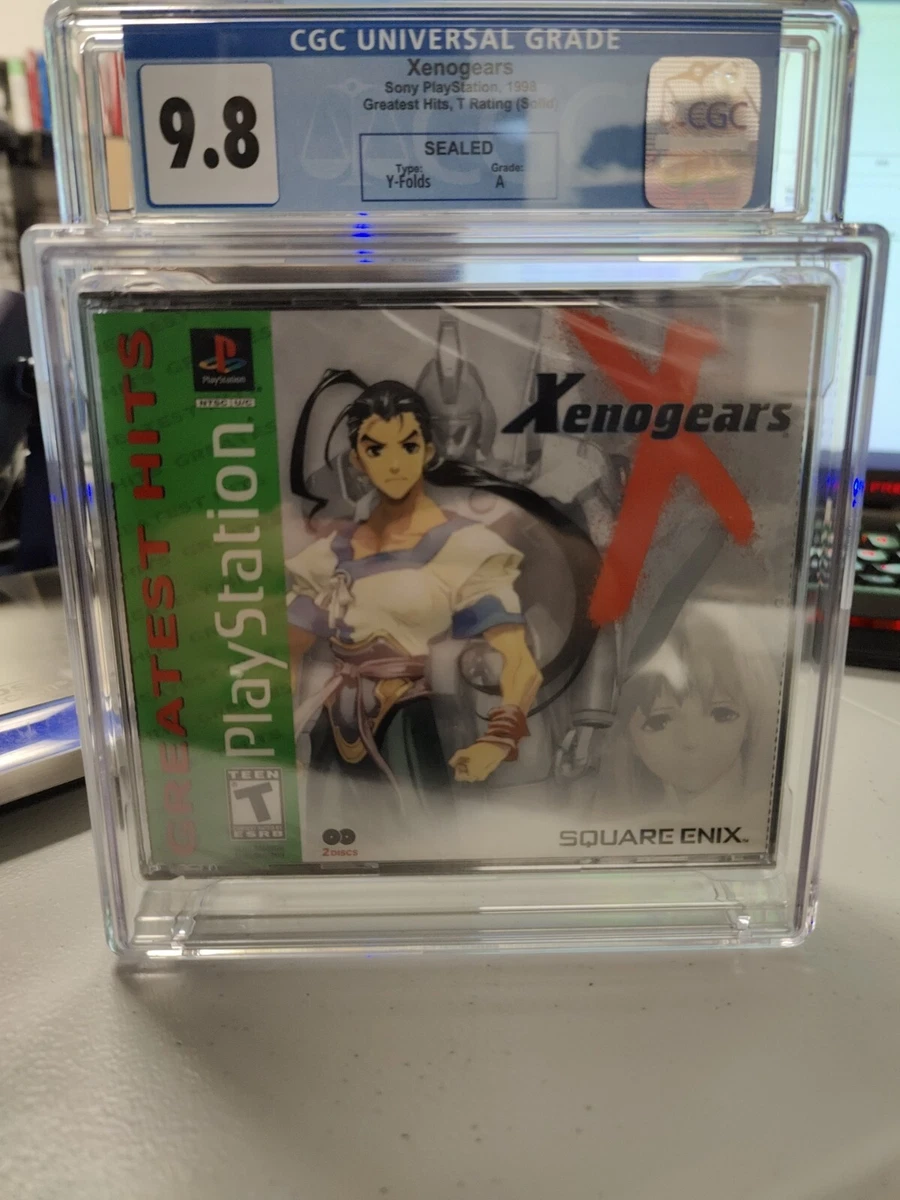 CGC UNIVERSAL GRADE
Xenogears
Sony PlayStation, 1998
Greatest Hits, T Rating (Solid)
9.8
SEALED
Type: Grade:
Y-Folds A
CGC
GREATEST HITS
PlayStation
NTSC U/C
PlayStation
Xenogears
TEEN
T
ESRB
2 DISCS
SQUARE ENIX™